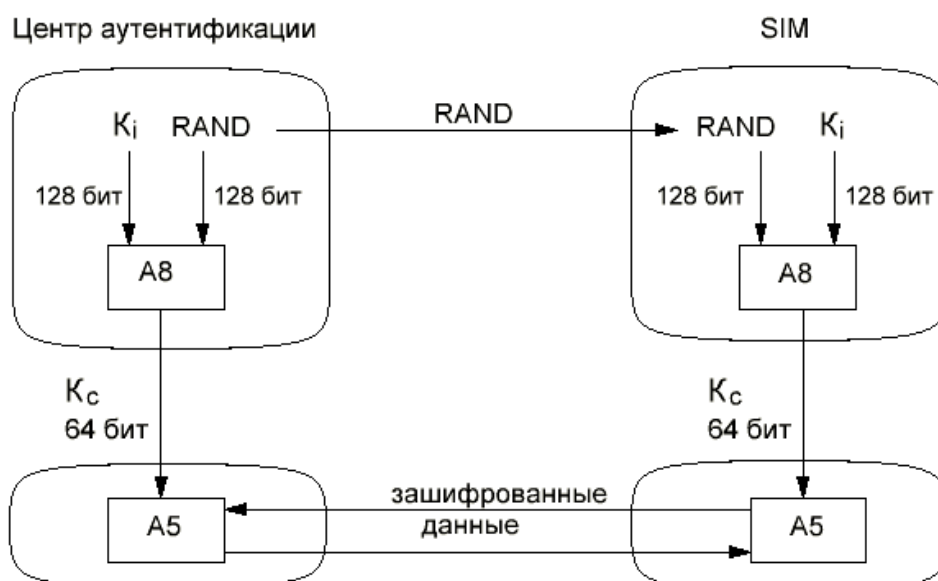 Центр аутентификации
SIM
Ki RAND
RAND
RAND Ki
128 бит 128 бит
128 бит 128 бит
A8
A8
Kc
64 бит
Kc
64 бит
зашифрованные
данные
A5
A5